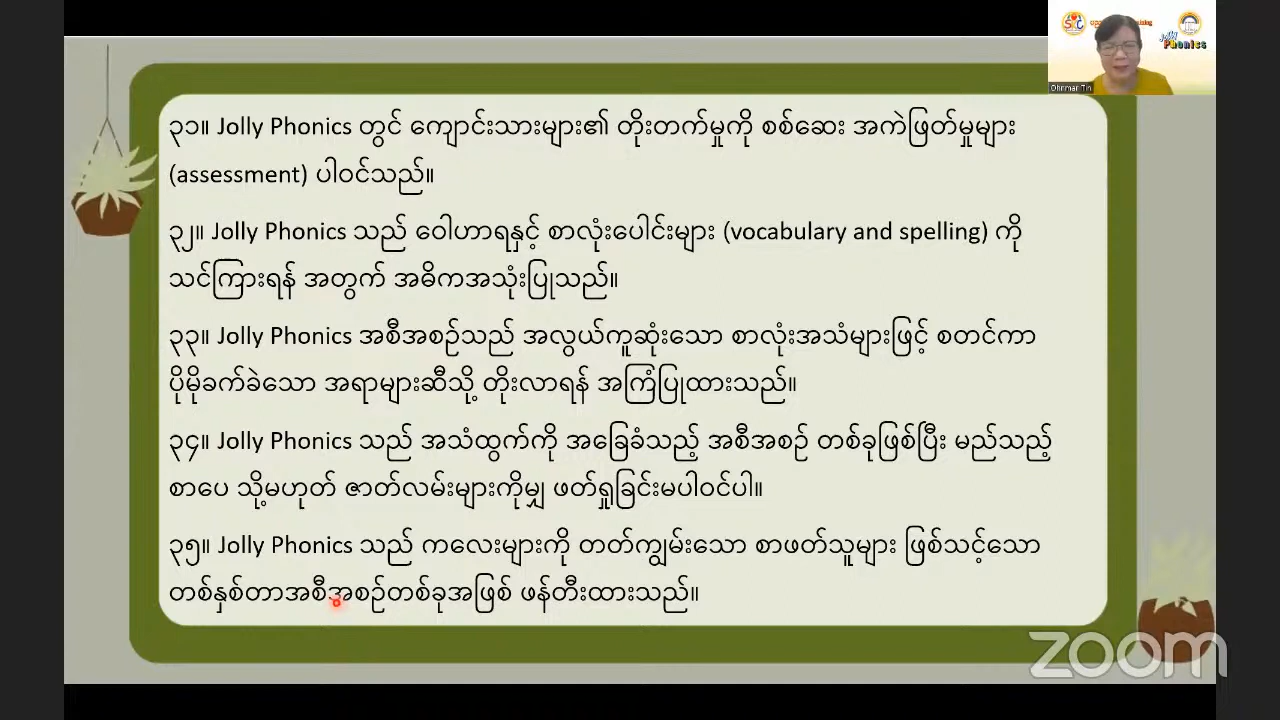 ၃၁။ Jolly Phonics တွင် ကျောင်းသားများ၏ တိုးတက်မှုကို စစ်ဆေး အကဲဖြတ်မှုများ
(assessment) ပါဝင်သည်။
၃၂။ Jolly Phonics သည် ဝေါဟာရနှင့် စာလုံးပေါင်းများ (vocabulary and spelling) ကို
သင်ကြားရန် အတွက် အဓိကအသုံးပြုသည်။
၃၃။ Jolly Phonics အစီအစဉ်သည် အလွယ်ကူဆုံးသော စာလုံးအသံများဖြင့် စတင်ကာ
ပိုမိုခက်ခဲသော အရာများဆီသို့ တိုးလာရန် အကြံပြုထားသည်။
၃၄။ Jolly Phonics သည် အသံထွက်ကို အခြေခံသည့် အစီအစဉ် တစ်ခုဖြစ်ပြီး မည်သည့်
စာပေ သို့မဟုတ် ဇာတ်လမ်းများကိုမျှ ဖတ်ရှုခြင်းမပါဝင်ပါ။
၃၅။ Jolly Phonics သည် ကလေးများကို တတ်ကျွမ်းသော စာဖတ်သူများ ဖြစ်သင့်သော
တစ်နှစ်တာအစီအစဉ်တစ်ခုအဖြစ် ဖန်တီးထားသည်။
Jolly Phonics
Ohnmar Tin
zoom